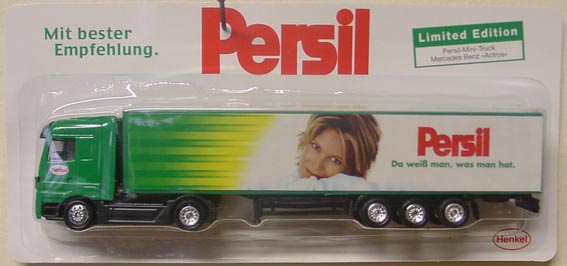 Mit bester
Empfehlung.
Persil
Limited Edition
Persil-Mini-Truck
Mercedes Benz »Actros«
Persil
Da weiß man, was man hat.
Henkel
Henkel